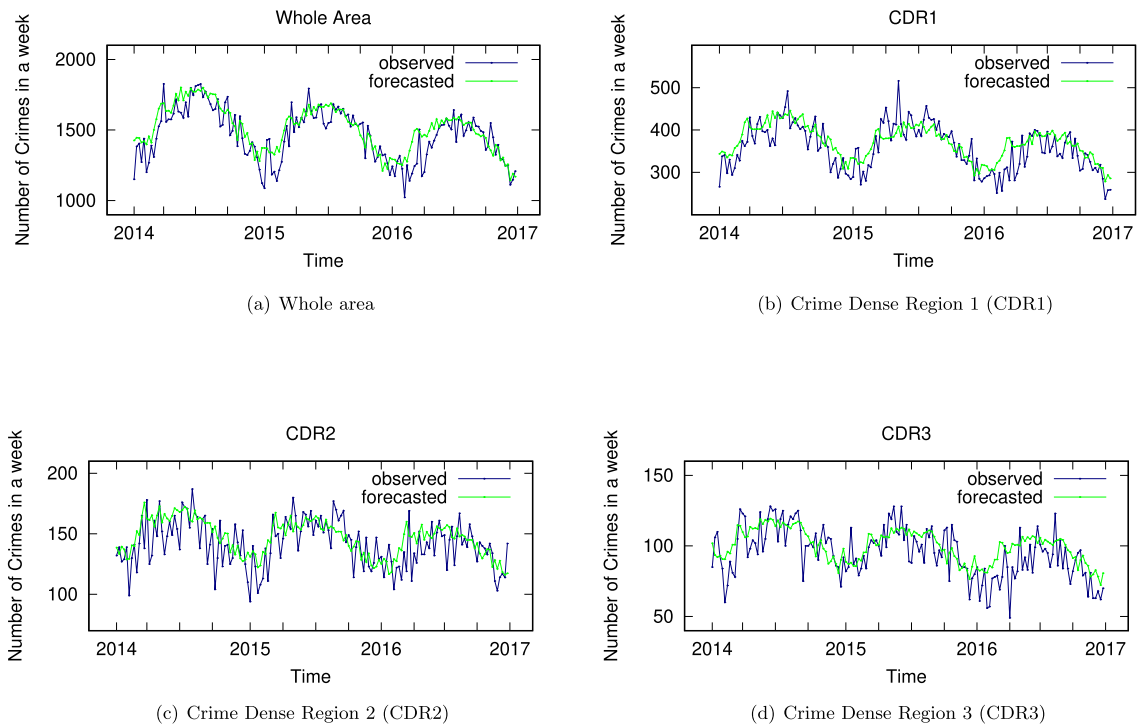 Whole Area
Number of Crimes in a week
2000
1500
1000
observed
forecasted
2014 2015 2016 2017
Time
(a) Whole area
CDR1
Number of Crimes in a week
500
400
300
observed
forecasted
2014 2015 2016 2017
Time
(b) Crime Dense Region 1 (CDR1)
CDR2
Number of Crimes in a week
200
150
100
observed
forecasted
2014 2015 2016 2017
Time
(c) Crime Dense Region 2 (CDR2)
CDR3
Number of Crimes in a week
150
100
50
observed
forecasted
2014 2015 2016 2017
Time
(d) Crime Dense Region 3 (CDR3)